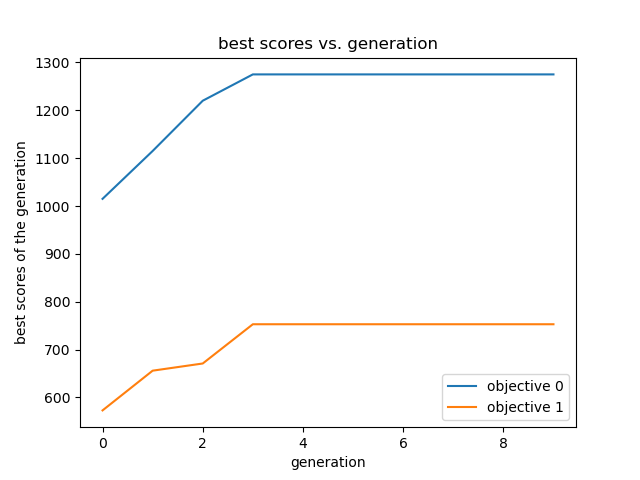 best scores vs. generation
1300
1200
1100
1000
900
800
700
600
best scores of the generation
0 2 4 6 8
generation
objective 0
objective 1